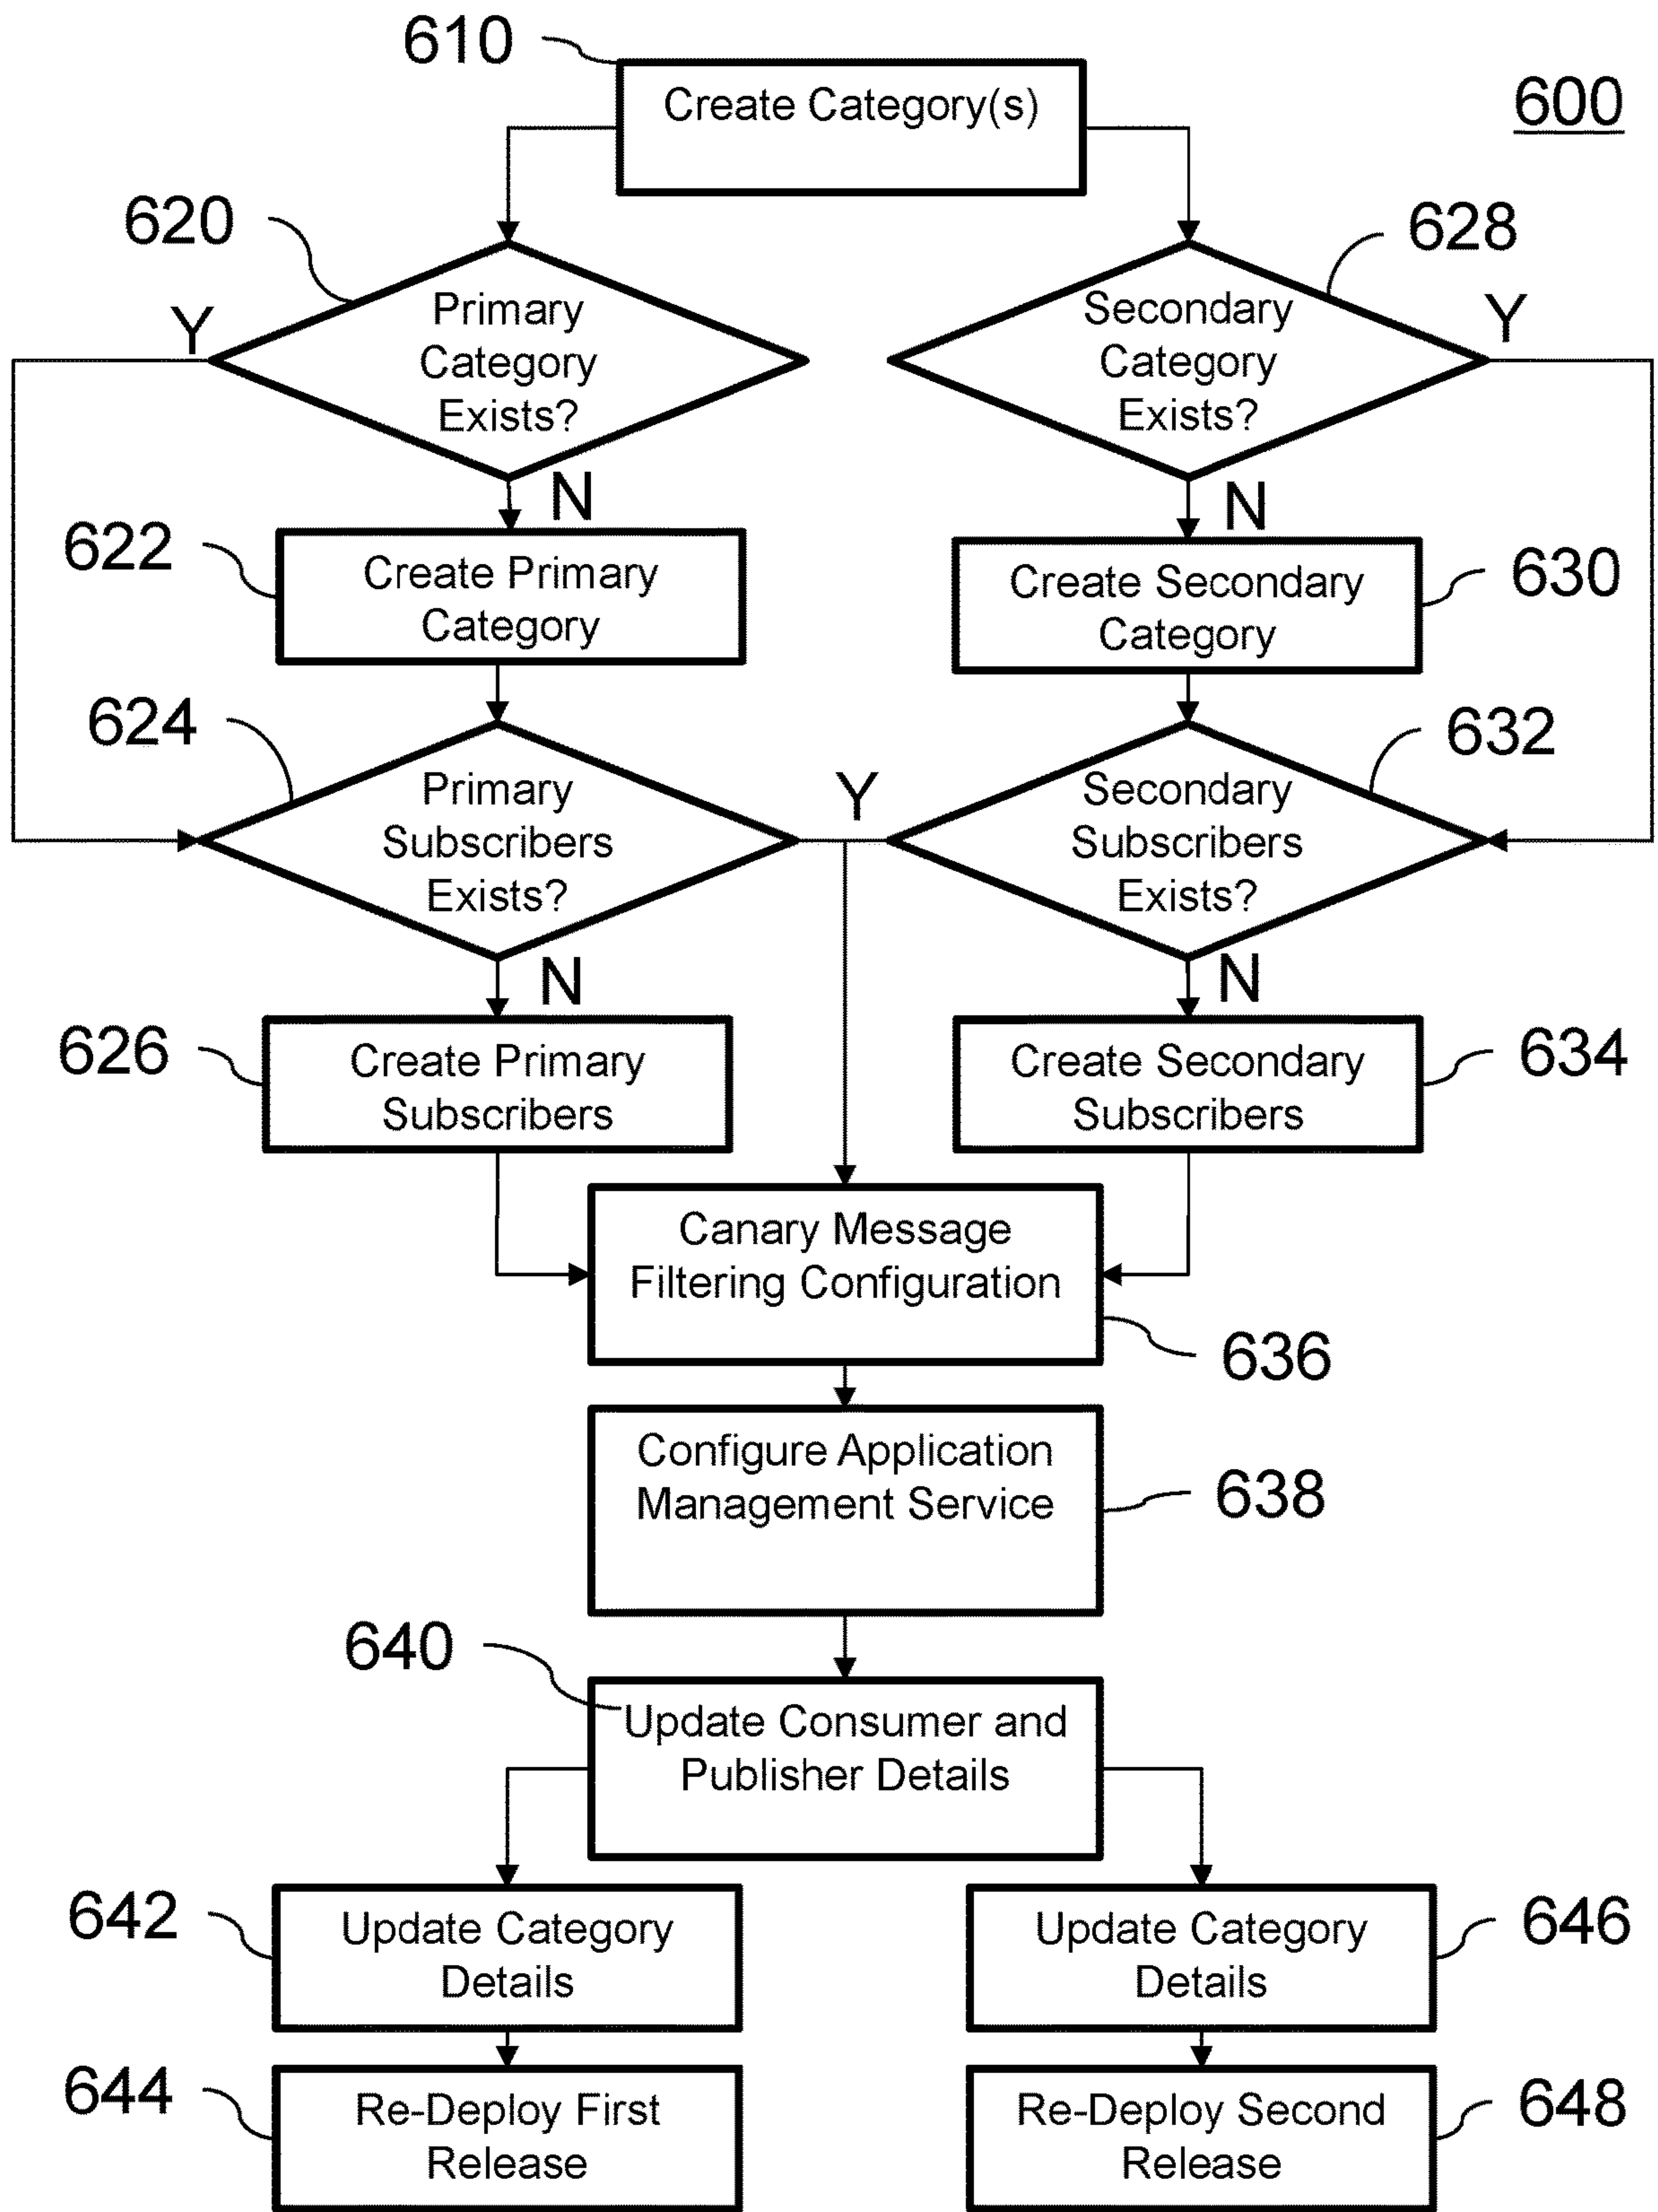 610
Create Category(s)
600
620
628
Primary
Category
Exists?
Y
Secondary
Category
Exists?
Y
N
N
622
Create Primary
Category
Create Secondary
Category
630
624
Primary
Subscribers
Exists?
Y
Secondary
Subscribers
Exists?
632
N
N
626
Create Primary
Subscribers
Create Secondary
Subscribers
634
Canary Message
Filtering Configuration
636
Configure Application
Management Service
638
640
Update Consumer and
Publisher Details
642
Update Category
Details
Update Category
Details
646
644
Re-Deploy First
Release
Re-Deploy Second
Release
648